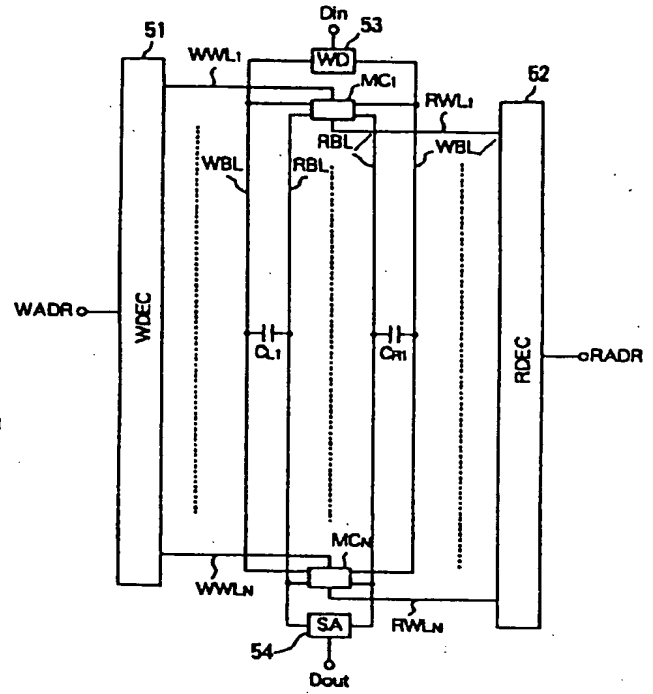 Din
51
53
WD
WWL1
MC1
52
RWL1
RBL
WBL
WBL
RBL
WADR
WDEC
CL1
CR1
RDEC
RADR
MCN
WWLN
RWLN
SA
54
Dout